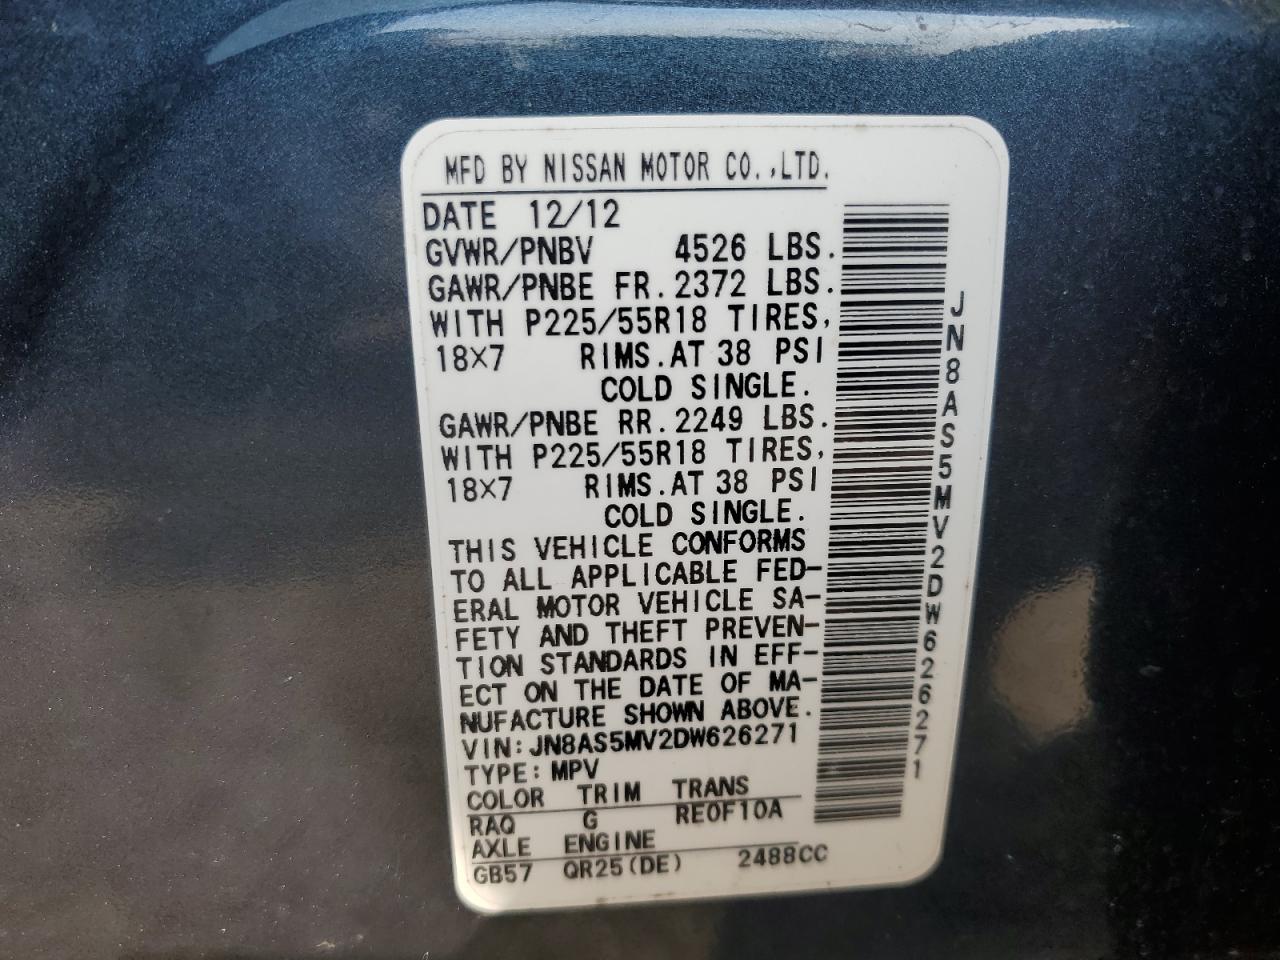 MFD BY NISSAN MOTOR CO.,LTD.
DATE 12/12
GVWR/PNBV 4526 LBS.
GAWR/PNBE FR.2372 LBS.
WITH P225/55R18 TIRES,
18×7 RIMS.AT 38 PSI
COLD SINGLE.
GAWR/PNBE RR.2249 LBS.
WITH P225/55R18 TIRES,
18×7 RIMS.AT 38 PSI
COLD SINGLE.
THIS VEHICLE CONFORMS
TO ALL APPLICABLE FED-
ERAL MOTOR VEHICLE SA-
FETY AND THEFT PREVEN-
TION STANDARDS IN EFF-
ECT ON THE DATE OF MA-
NUFACTURE SHOWN ABOVE.
VIN:JN8AS5MV2DW626271
TYPE:MPV
COLOR TRIM TRANS
RAQ G RE0F10A
AXLE ENGINE
GB57 QR25(DE) 2488CC
JN8AS5MV2DW626271